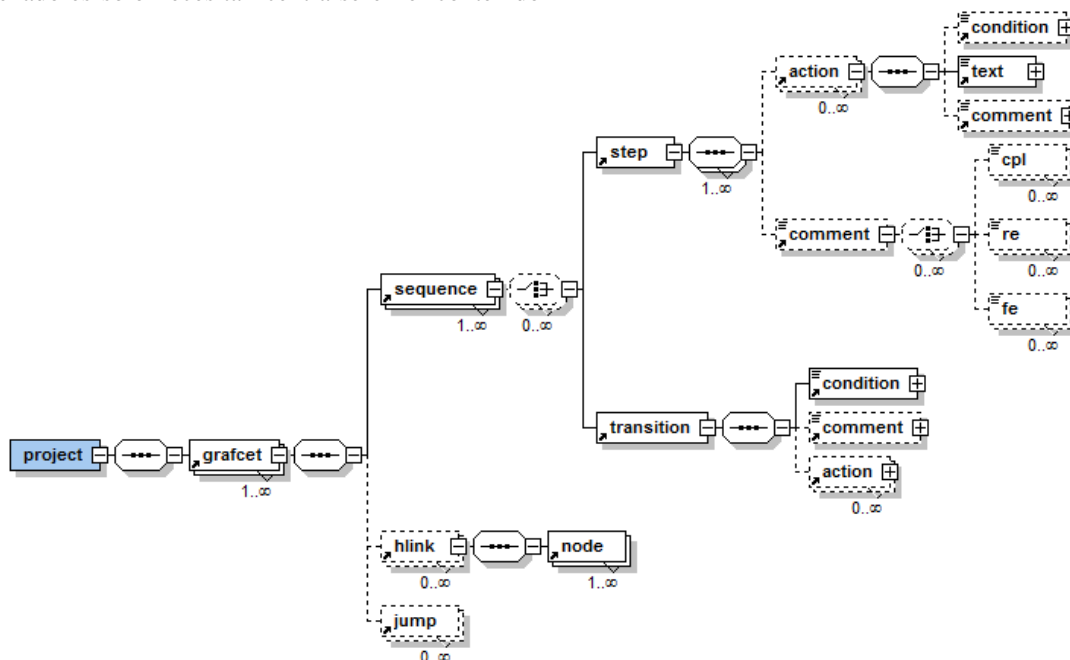 condition
action
text
0..∞
comment
step
cpl
1..∞
0..∞
comment
re
0..∞
0..∞
sequence
fe
1..∞
0..∞
0..∞
condition
transition
comment
project
grafcet
action
1..∞
0..∞
hlink
node
0..∞
1..∞
jump
0..∞